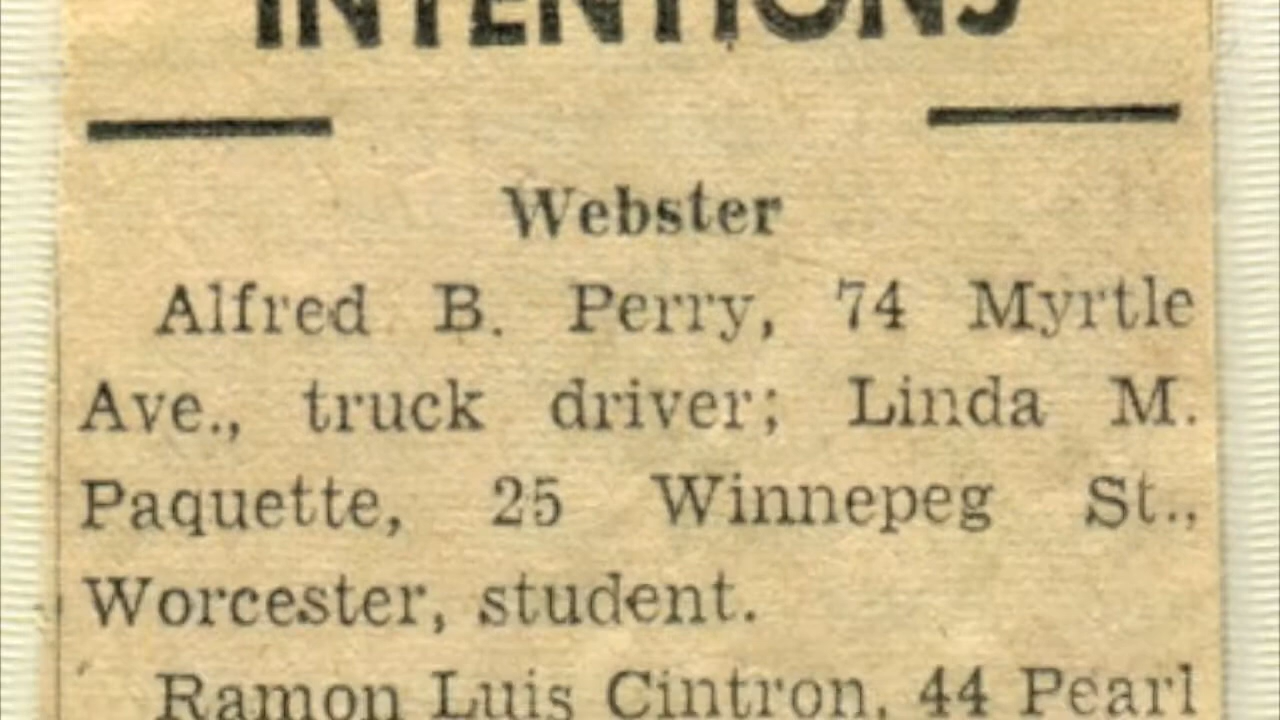 INTENTIONS
Webster
Alfred B. Perry, 74 Myrtle
Ave., truck driver; Linda M.
Paquette, 25 Winnepeg St.,
Worcester, student.
Ramon Luis Cintron, 44 Pearl